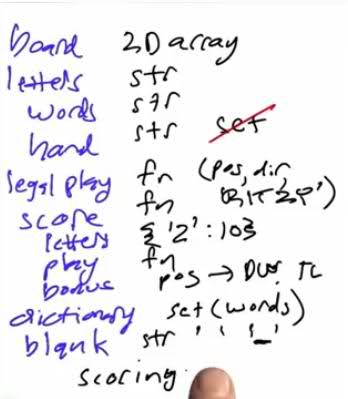 board 2D array
letters str
words str
hand str set
legal play fn (pos, dir,
score fn
letters {'Z':10}
play fn
bonus pos → DW TL
dictionary set(words)
blank str ' ' '_'
scoring